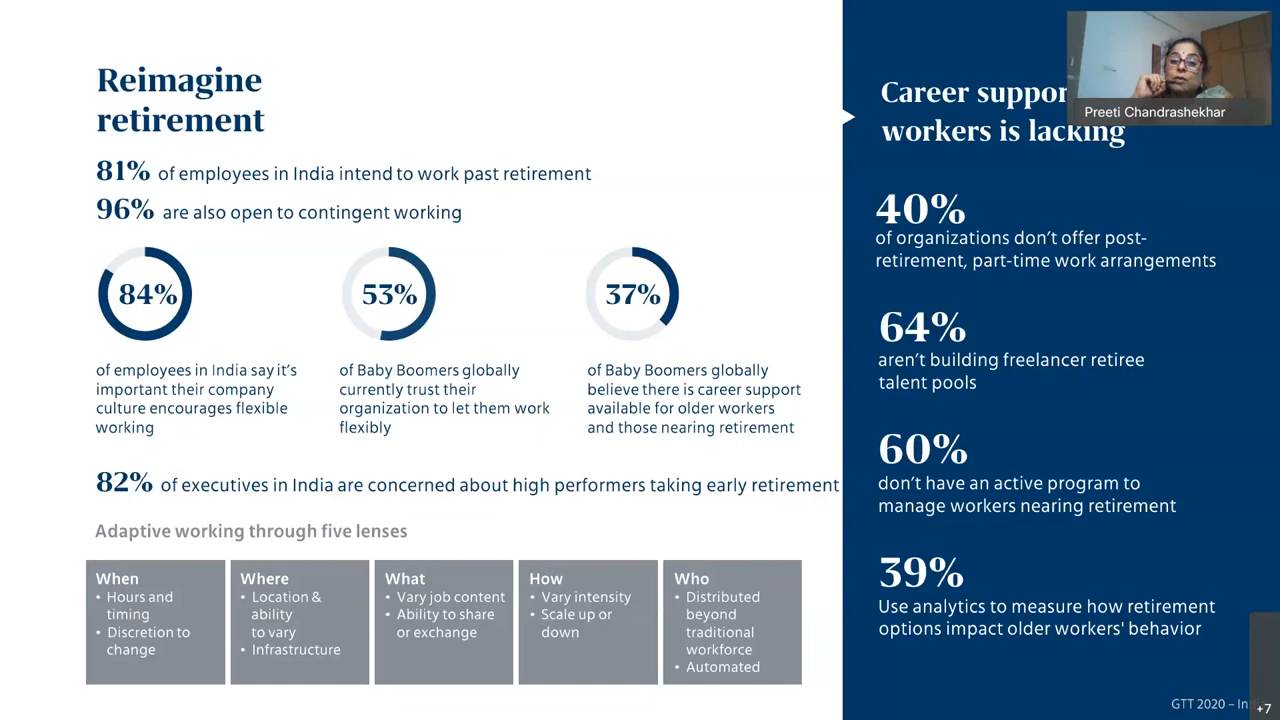 Reimagine
retirement
81% of employees in India intend to work past retirement
96% are also open to contingent working
84%
of employees in India say it's
important their company
culture encourages flexible
working
53%
of Baby Boomers globally
currently trust their
organization to let them work
flexibly
37%
of Baby Boomers globally
believe there is career support
available for older workers
and those nearing retirement
82% of executives in India are concerned about high performers taking early retirement
Adaptive working through five lenses
When
• Hours and
timing
• Discretion to
change
Where
• Location &
ability
to vary
• Infrastructure
What
• Vary job content
• Ability to share
or exchange
How
• Vary intensity
• Scale up or
down
Who
• Distributed
beyond
traditional
workforce
• Automated
Career
workers is lacking
Preeti Chandrashekhar
40%
of organizations don't offer post-
retirement, part-time work arrangements
64%
aren't building freelancer retiree
talent pools
60%
don't have an active program to
manage workers nearing retirement
39%
Use analytics to measure how retirement
options impact older workers' behavior
GTT 2020 –
+7